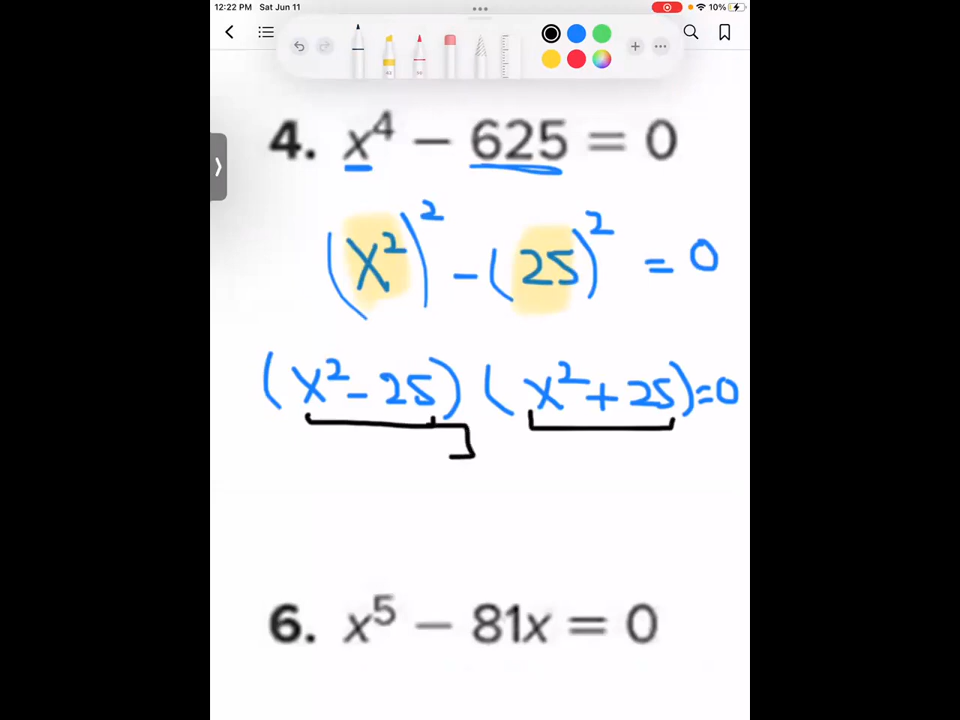 12:22 PM Sat Jun 11 10%
4. x⁴ – 625 = 0
(x²)² – (25)² = 0
(x² – 25) (x² + 25) = 0
6. x⁵ – 81x = 0